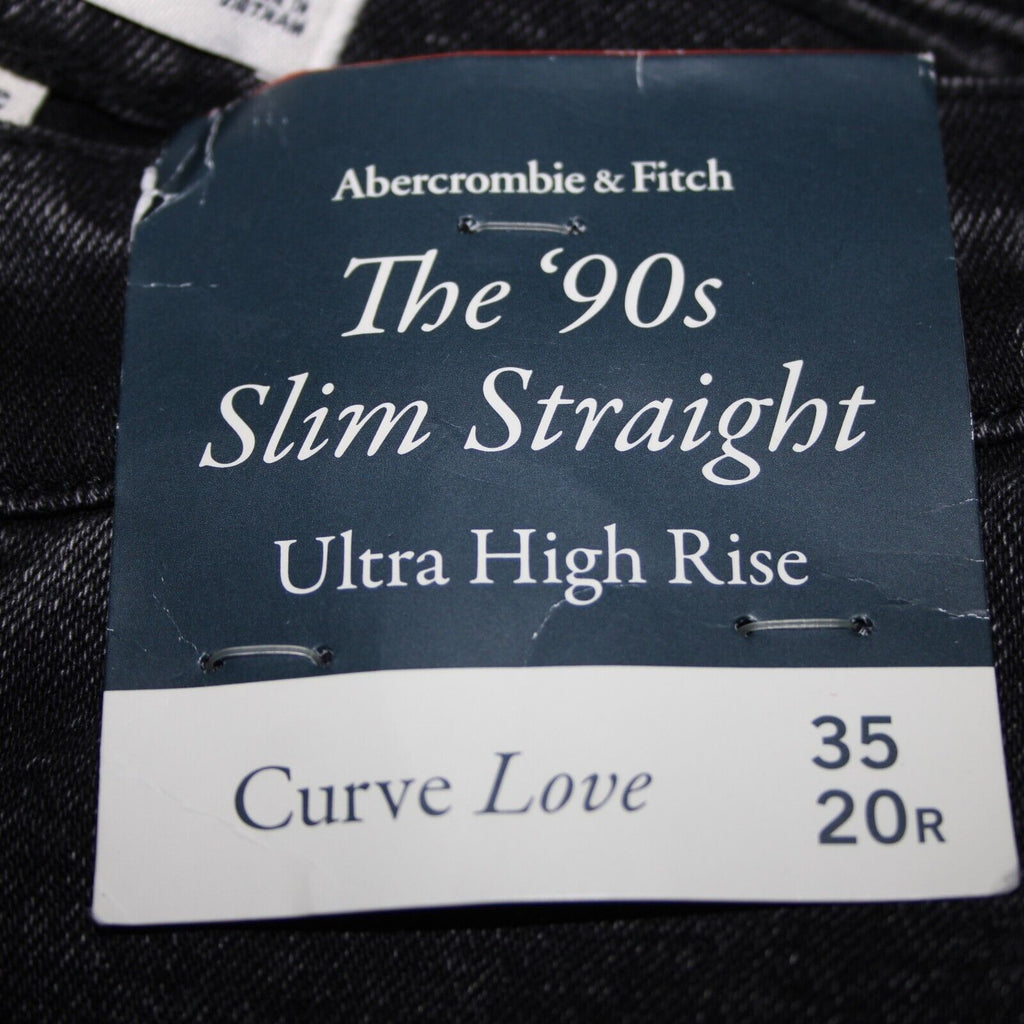 Abercrombie & Fitch
The ‘90s
Slim Straight
Ultra High Rise
Curve Love
35
20R